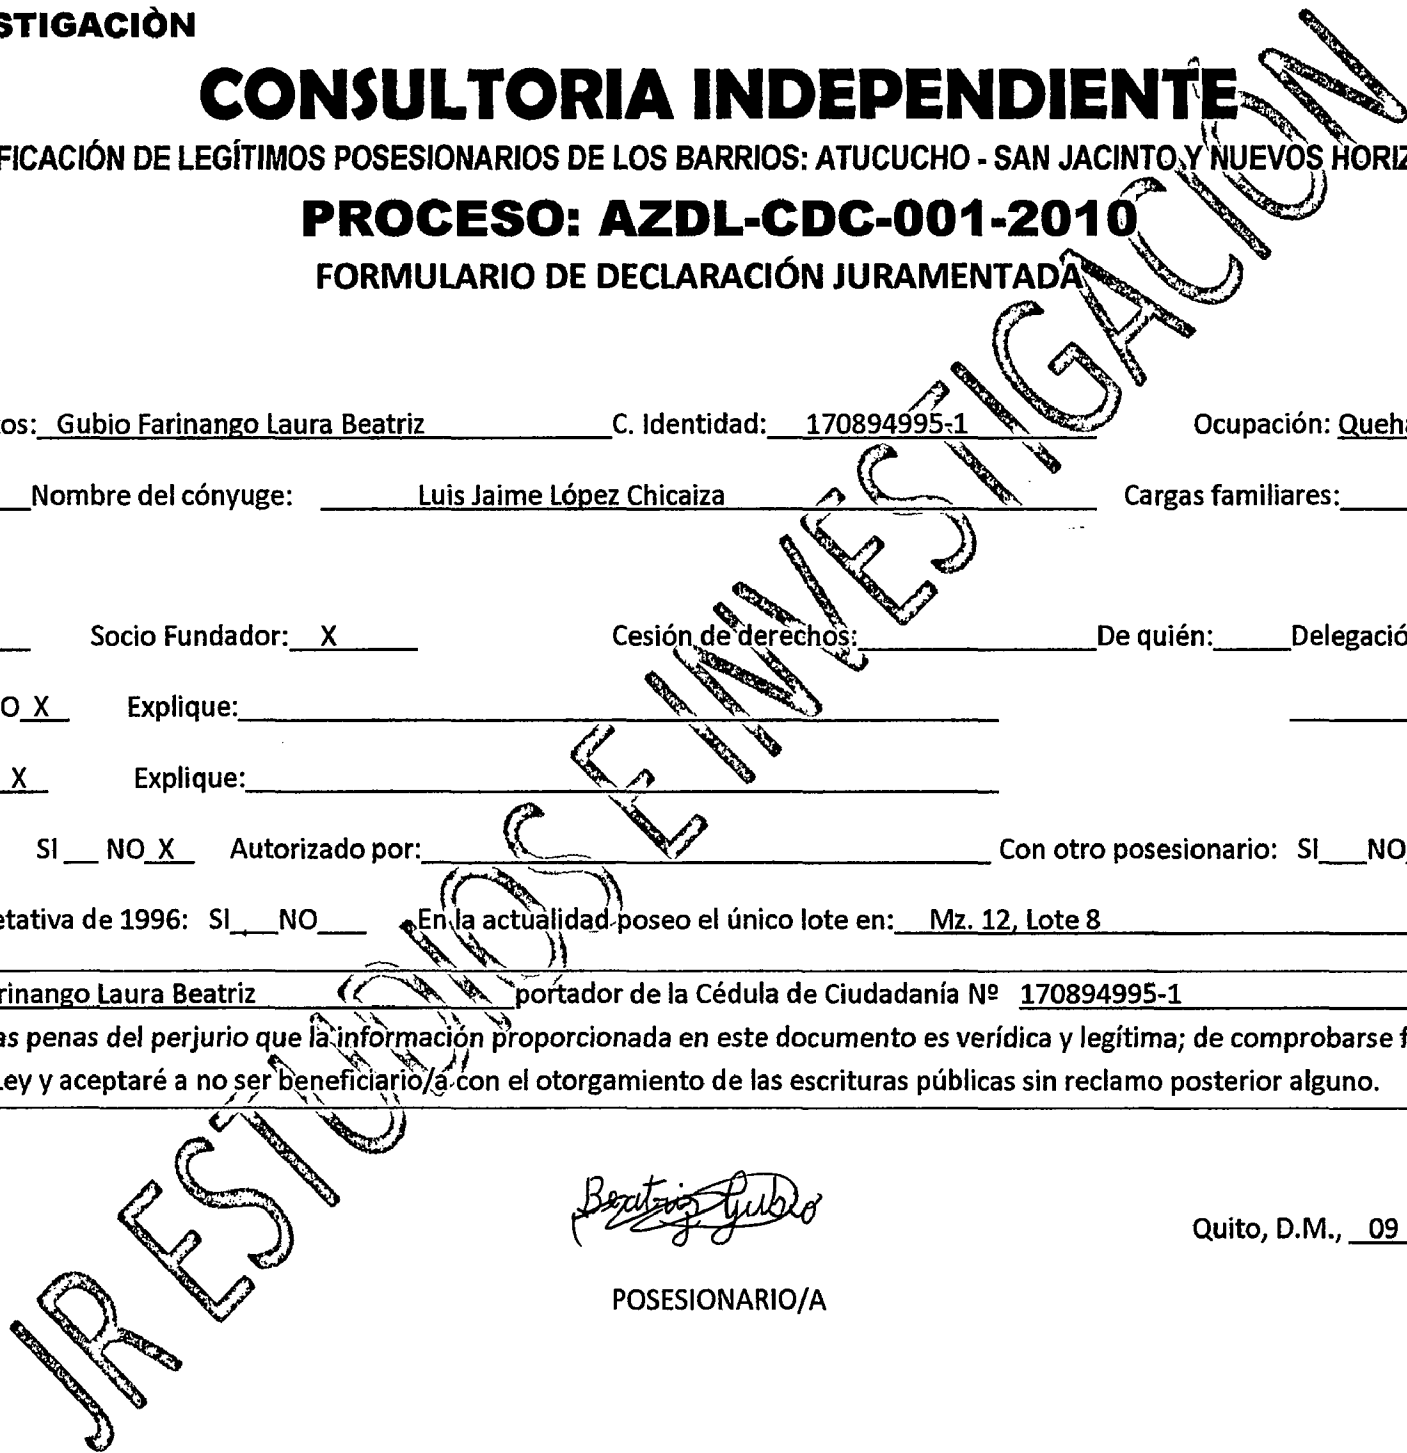 STIGACIÒN
CONSULTORIA INDEPENDIENTE
FICACIÓN DE LEGÍTIMOS POSESIONARIOS DE LOS BARRIOS: ATUCUCHO - SAN JACINTO Y NUEVOS HORIZ
PROCESO: AZDL-CDC-001-2010
FORMULARIO DE DECLARACIÓN JURAMENTADA
os: Gubio Farinango Laura Beatriz C. Identidad: 170894995-1 Ocupación: Queha
Nombre del cónyuge: Luis Jaime López Chicaiza Cargas familiares:
Socio Fundador: X Cesión de derechos: De quién: Delegació
O X Explique:
X Explique:
SI NO X Autorizado por: Con otro posesionario: SI NO
etativa de 1996: SI NO En la actualidad poseo el único lote en: Mz. 12, Lote 8
rinango Laura Beatriz portador de la Cédula de Ciudadanía Nº 170894995-1
as penas del perjurio que la información proporcionada en este documento es verídica y legítima; de comprobarse f
Ley y aceptaré a no ser beneficiario/a con el otorgamiento de las escrituras públicas sin reclamo posterior alguno.
Beatriz Gubio
Quito, D.M., 09
POSESIONARIO/A
JR ESTUDIOS E INVESTIGACION